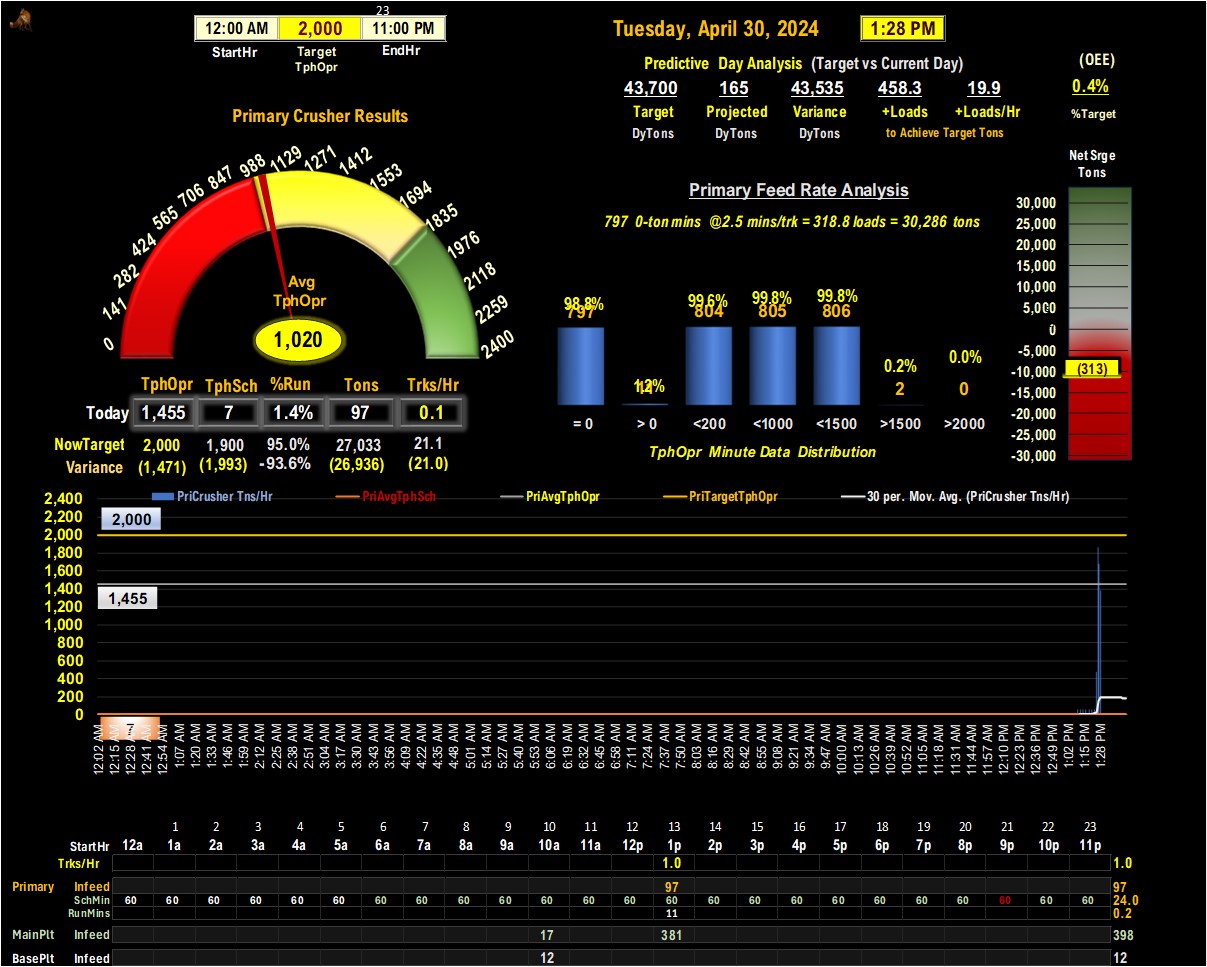 23
12:00 AM 2,000 11:00 PM
StartHr Target TphOpr EndHr
Tuesday, April 30, 2024 1:28 PM
Predictive Day Analysis (Target vs Current Day)
43,700 165 43,535 458.3 19.9
Target Projected Variance +Loads +Loads/Hr
DyTons DyTons DyTons to Achieve Target Tons
(OEE)
0.4%
%Target
Primary Crusher Results
0 141 282 424 565 706 847 988 1129 1271 1412 1553 1694 1835 1976 2118 2259 2400
Avg
TphOpr
1,020
TphOpr TphSch %Run Tons Trks/Hr
Today 1,455 7 1.4% 97 0.1
NowTarget 2,000 1,900 95.0% 27,033 21.1
Variance (1,471) (1,993) -93.6% (26,936) (21.0)
Primary Feed Rate Analysis
797 0-ton mins @2.5 mins/trk = 318.8 loads = 30,286 tons
98.8% 99.6% 99.8% 99.8% 0.2% 0.0%
797 804 805 806 2 0
= 0 > 0 <200 <1000 <1500 >1500 >2000
TphOpr Minute Data Distribution
Net Srge
Tons
30,000
25,000
20,000
15,000
10,000
5,000
0
-5,000
-10,000
(313)
-15,000
-20,000
-25,000
-30,000
PriCrusher Tns/Hr PriAvgTphSch PriAvgTphOpr PriTargetTphOpr 30 per. Mov. Avg. (PriCrusher Tns/Hr)
2,400
2,200
2,000
2,000
1,800
1,600
1,400
1,455
1,200
1,000
800
600
400
200
0
7
12:02 AM 12:15 AM 12:28 AM 12:41 AM 12:54 AM 1:07 AM 1:20 AM 1:33 AM 1:46 AM 1:59 AM 2:12 AM 2:25 AM 2:38 AM 2:51 AM 3:04 AM 3:17 AM 3:30 AM 3:43 AM 3:56 AM 4:09 AM 4:22 AM 4:35 AM 4:48 AM 5:01 AM 5:14 AM 5:27 AM 5:40 AM 5:53 AM 6:06 AM 6:19 AM 6:32 AM 6:45 AM 6:58 AM 7:11 AM 7:24 AM 7:37 AM 7:50 AM 8:03 AM 8:16 AM 8:29 AM 8:42 AM 8:55 AM 9:08 AM 9:21 AM 9:34 AM 9:47 AM 10:00 AM 10:13 AM 10:26 AM 10:39 AM 10:52 AM 11:05 AM 11:18 AM 11:31 AM 11:44 AM 11:57 AM 12:10 PM 12:23 PM 12:36 PM 12:49 PM 1:02 PM 1:15 PM 1:28 PM
1 2 3 4 5 6 7 8 9 10 11 12 13 14 15 16 17 18 19 20 21 22 23
StartHr 12a 1a 2a 3a 4a 5a 6a 7a 8a 9a 10a 11a 12p 1p 2p 3p 4p 5p 6p 7p 8p 9p 10p 11p
Trks/Hr 1.0 1.0
Primary Infeed 97 97
SchMin 60 60 60 60 60 60 60 60 60 60 60 60 60 60 60 60 60 60 60 60 60 60 60 60 24.0
RunMins 11 0.2
MainPlt Infeed 17 381 398
BasePlt Infeed 12 12